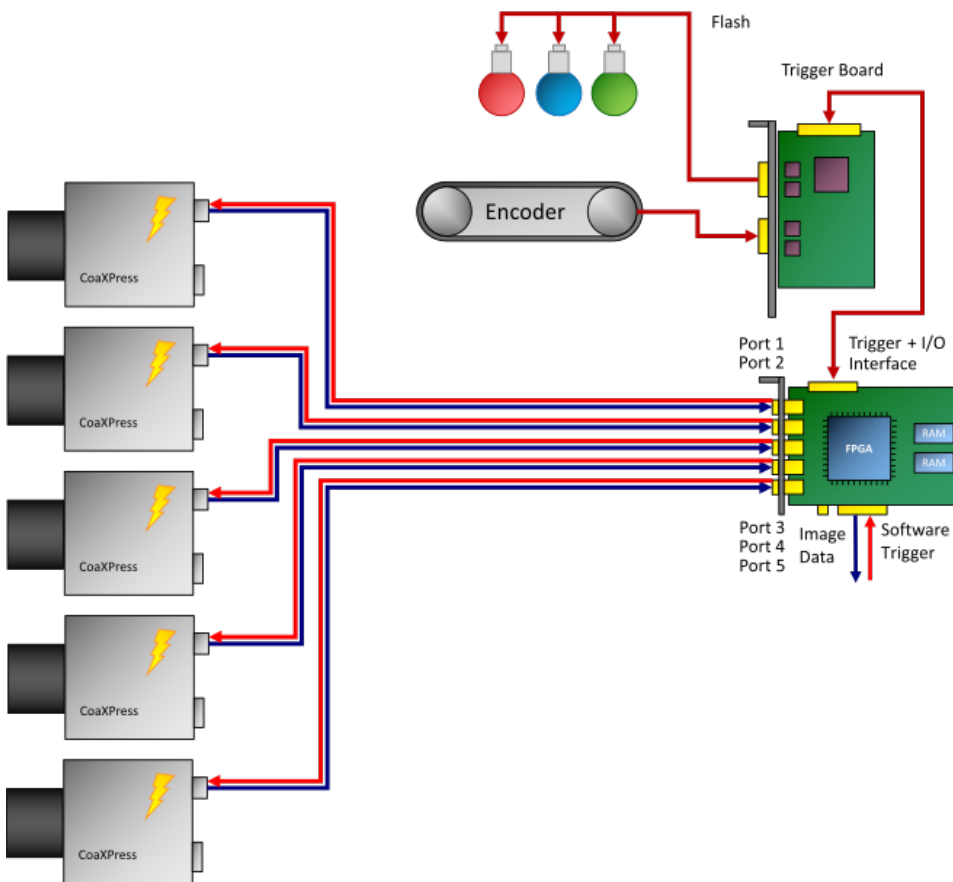 Flash
Trigger Board
Encoder
CoaXPress
Port 1
Port 2
Trigger + I/O
Interface
CoaXPress
RAM
FPGA
RAM
CoaXPress
Port 3
Port 4
Port 5
Image
Data
Software
Trigger
CoaXPress
CoaXPress